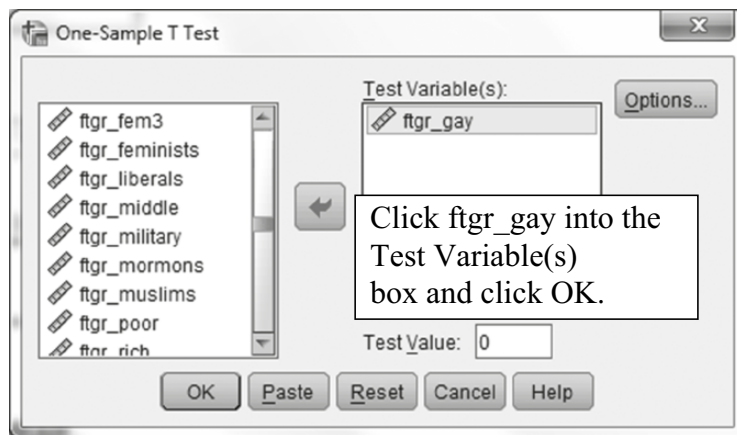 One-Sample T Test
ftgr_fem3
ftgr_feminists
ftgr_liberals
ftgr_middle
ftgr_military
ftgr_mormons
ftgr_muslims
ftgr_poor
ftgr_rich
Test Variable(s):
ftgr_gay
Options...
Click ftgr_gay into the
Test Variable(s)
box and click OK.
Test Value: 0
OK Paste Reset Cancel Help